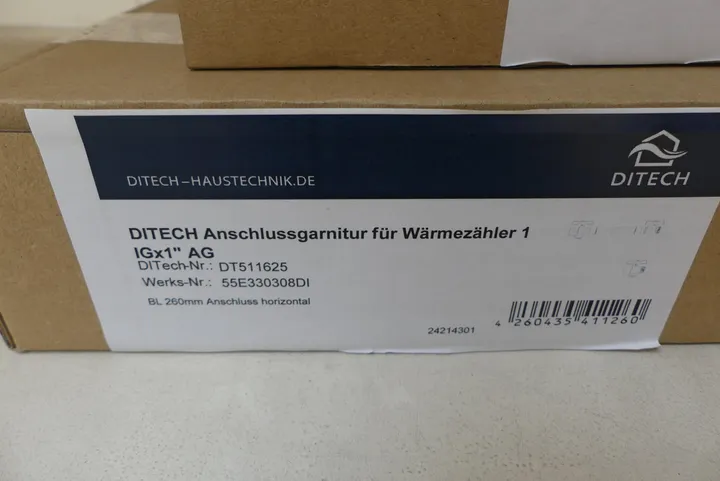 DITECH-HAUSTECHNIK.DE
DITECH
DITECH Anschlussgarnitur für Wärmezähler 1
IGx1" AG
DITech-Nr.: DT511625
Werks-Nr.: 55E330308DI
BL 260mm Anschluss horizontal
24214301
4 260435 411260